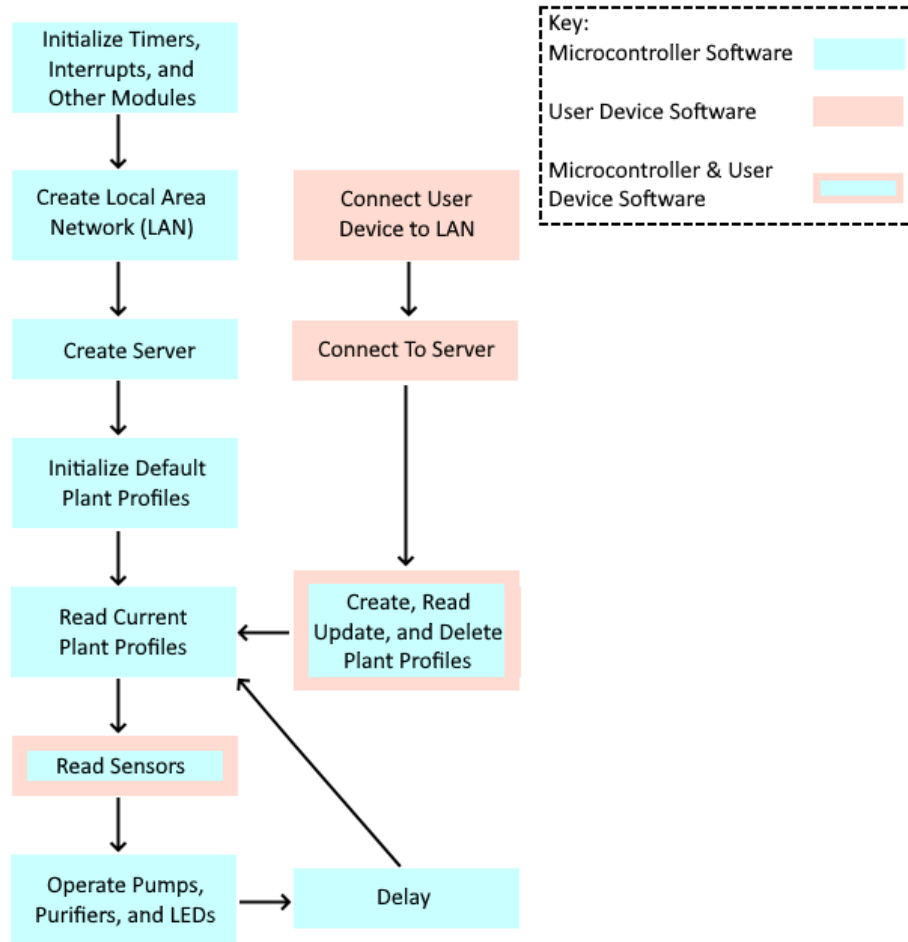 Initialize Timers,
Interrupts, and
Other Modules
Create Local Area
Network (LAN)
Create Server
Initialize Default
Plant Profiles
Read Current
Plant Profiles
Read Sensors
Operate Pumps,
Purifiers, and LEDs
Connect User
Device to LAN
Connect To Server
Create, Read
Update, and Delete
Plant Profiles
Delay
Key:
Microcontroller Software
User Device Software
Microcontroller & User
Device Software